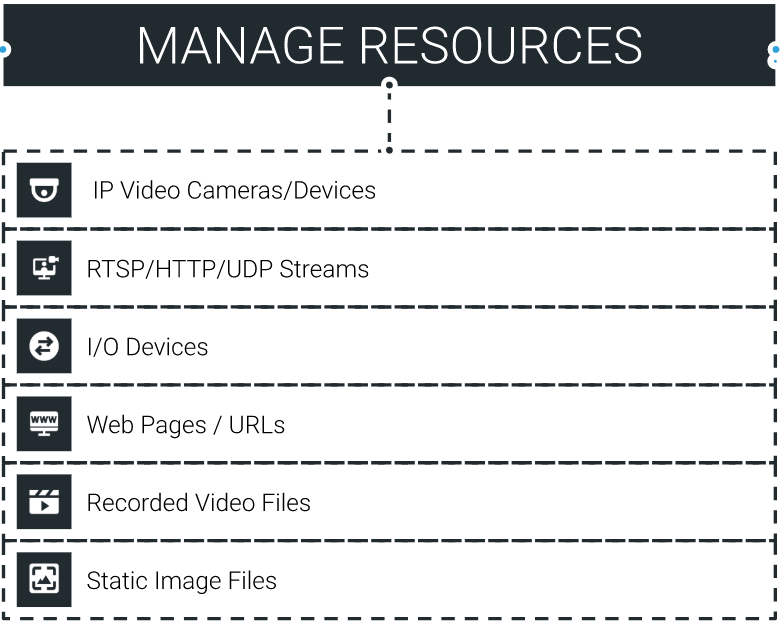 MANAGE RESOURCES
IP Video Cameras/Devices
RTSP/HTTP/UDP Streams
I/O Devices
WWW
Web Pages / URLs
Recorded Video Files
Static Image Files